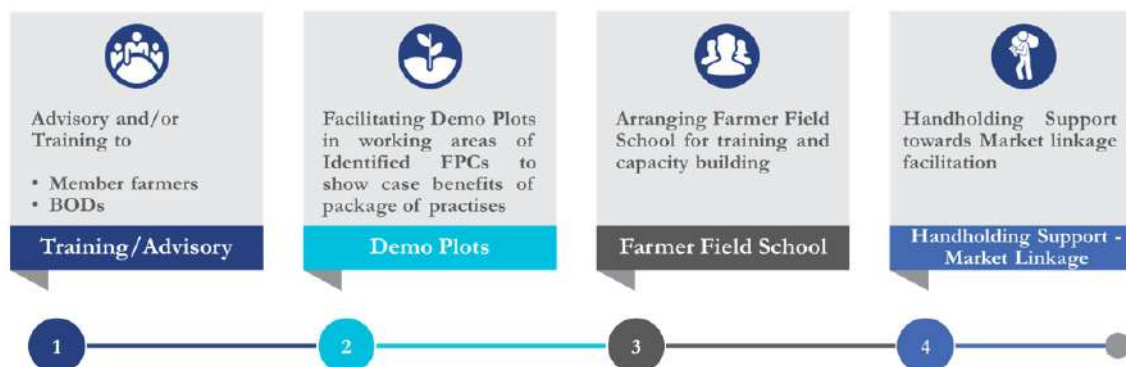 Advisory and/or
Training to
• Member farmers
• BODs
Training/Advisory
Facilitating Demo Plots
in working areas of
Identified FPCs to
show case benefits of
package of practises
Demo Plots
Arranging Farmer Field
School for training and
capacity building
Farmer Field School
Handholding Support
towards Market linkage
facilitation
Handholding Support -
Market Linkage
1
2
3
4